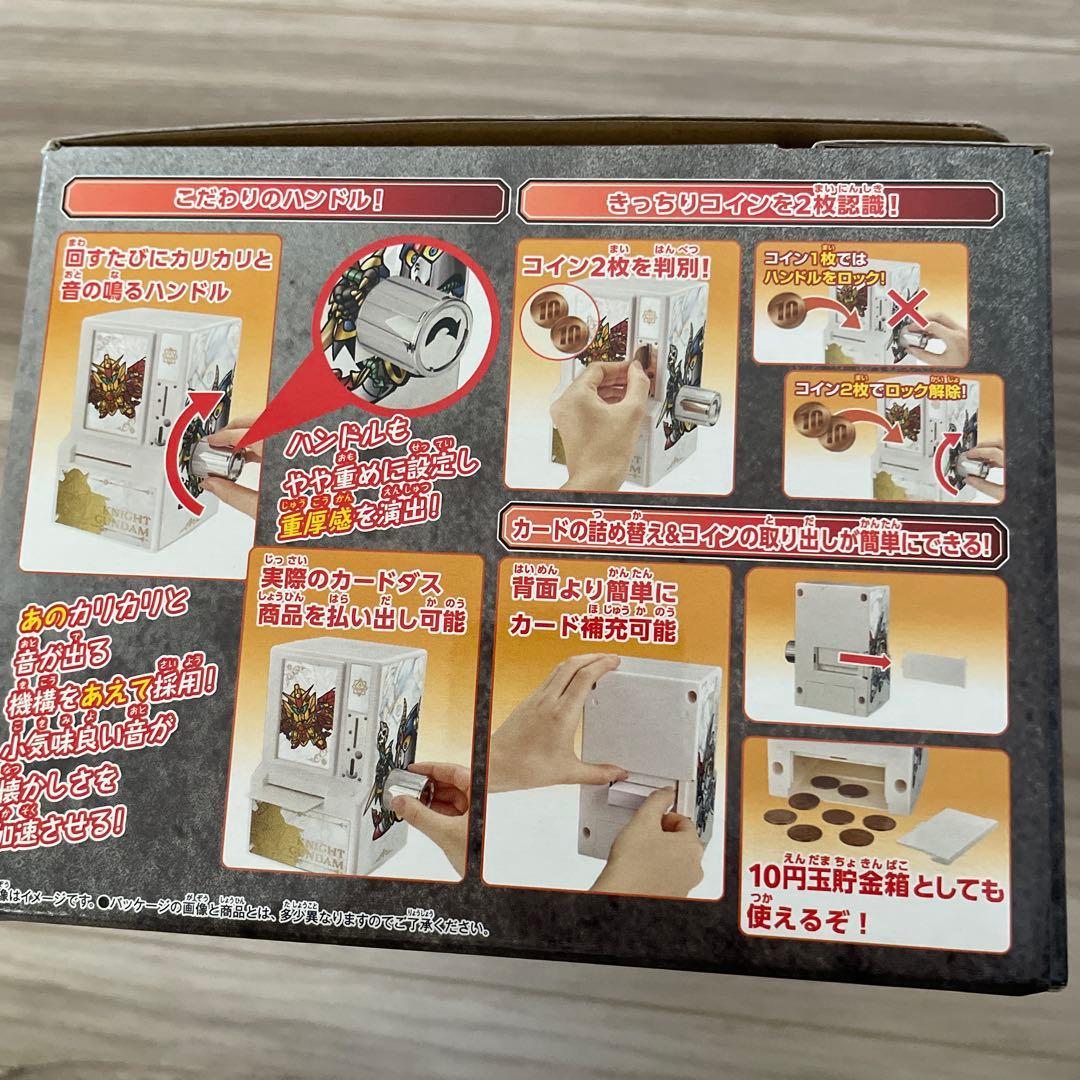 こだわりのハンドル!
回すたびにカリカリと
音の鳴るハンドル
KNIGHT
GUNDAM
ハンドルも
やや重めに設定し
重厚感を演出!
あのカリカリと
音が出る
機構をあえて採用!
小気味良い音が
懐かしさを
加速させる!
実際のカードダス
商品を払い出し可能
KNIGHT
GUNDAM
きっちりコインを2枚認識!
コイン2枚を判別!
10
10
コイン1枚では
ハンドルをロック!
10
コイン2枚でロック解除!
10
10
カードの詰め替え&コインの取り出しが簡単にできる!
背面より簡単に
カード補充可能
10円玉貯金箱としても
使えるぞ!
像はイメージです。●パッケージの画像と商品とは、多少異なりますのでご了承ください。